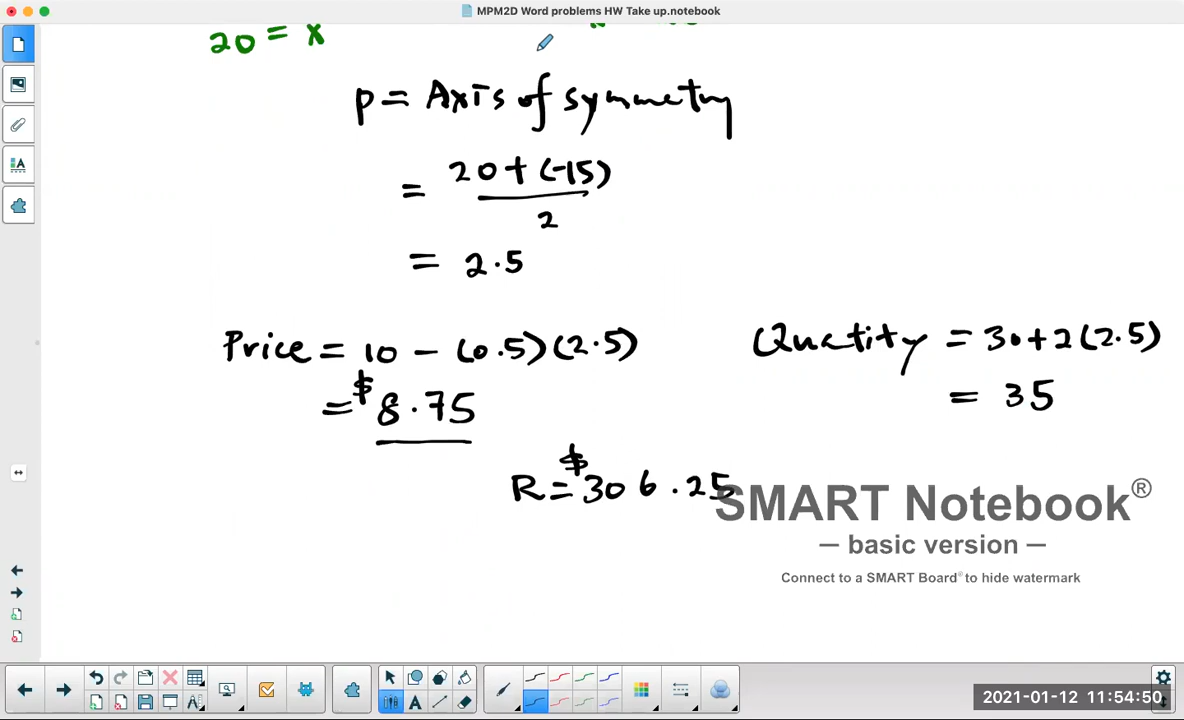 MPM2D Word problems HW Take up.notebook
20 = x
p = Axis of symmetry
= 20 + (-15)
2
= 2.5
Price = 10 - (0.5)(2.5)
= $8.75
Quatity = 30 + 2(2.5)
= 35
R = $306.25
SMART Notebook®
— basic version —
Connect to a SMART Board® to hide watermark
2021-01-12 11:54:50